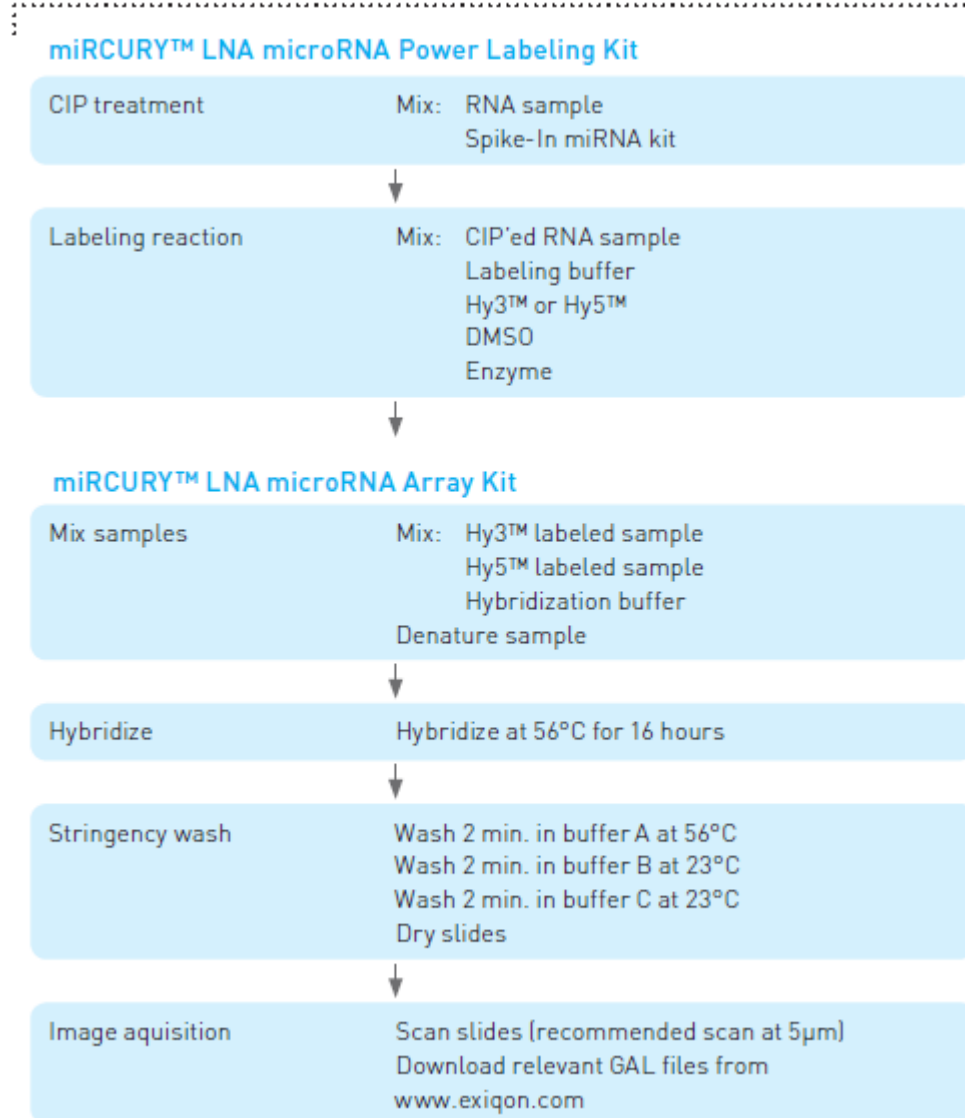 miRCURY™ LNA microRNA Power Labeling Kit
CIP treatment Mix: RNA sample
Spike-In miRNA kit
Labeling reaction Mix: CIP'ed RNA sample
Labeling buffer
Hy3™ or Hy5™
DMSO
Enzyme
miRCURY™ LNA microRNA Array Kit
Mix samples Mix: Hy3™ labeled sample
Hy5™ labeled sample
Hybridization buffer
Denature sample
Hybridize Hybridize at 56°C for 16 hours
Stringency wash Wash 2 min. in buffer A at 56°C
Wash 2 min. in buffer B at 23°C
Wash 2 min. in buffer C at 23°C
Dry slides
Image aquisition Scan slides (recommended scan at 5µm)
Download relevant GAL files from
www.exiqon.com